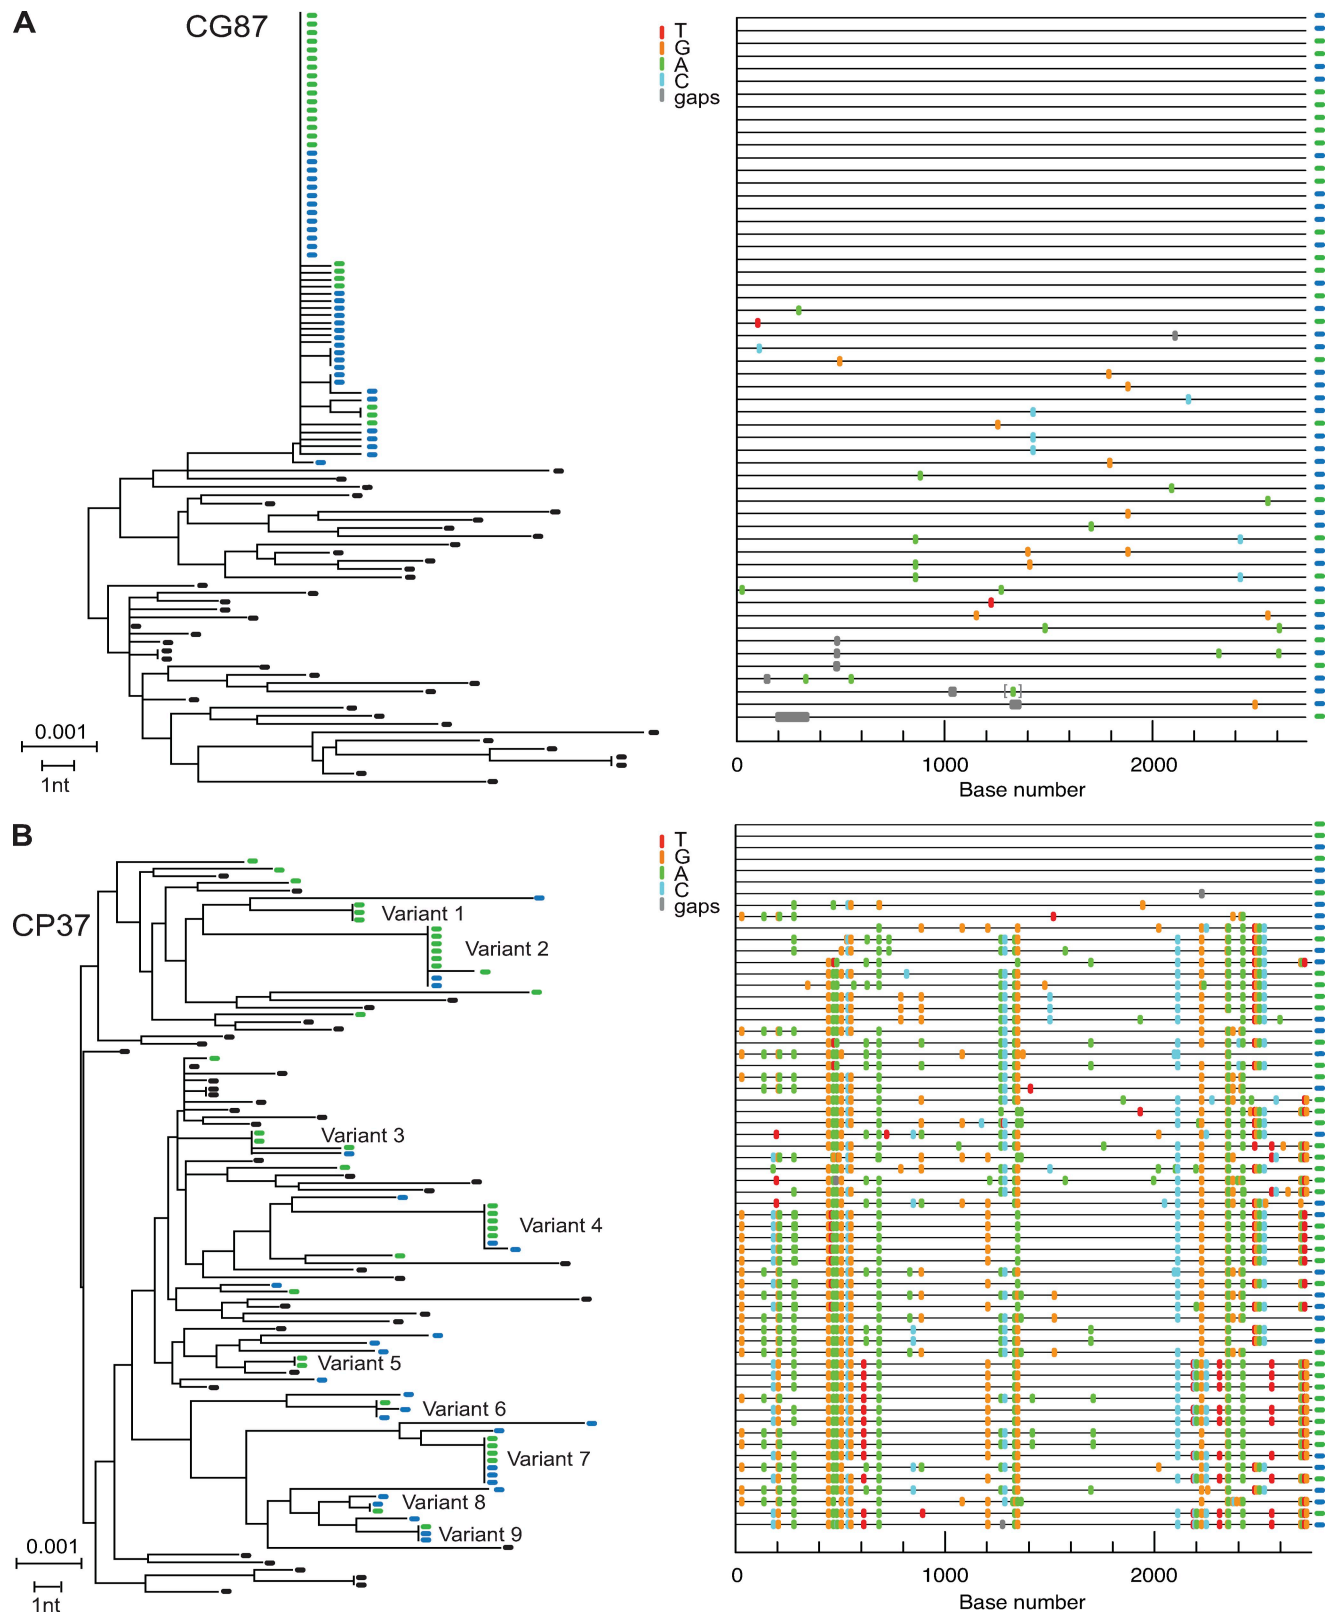 A
CG87
T
G
A
C
gaps
0.001
1nt
0 1000 2000
Base number
B
CP37
T
G
A
C
gaps
Variant 1
Variant 2
Variant 3
Variant 4
Variant 5
Variant 6
Variant 7
Variant 8
Variant 9
0.001
1nt
0 1000 2000
Base number